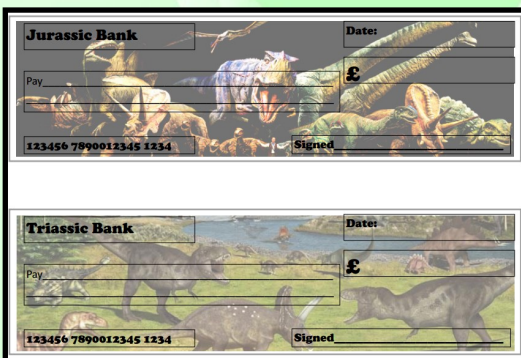 Jurassic Bank
Date:
£
Pay
123456 7890012345 1234
Signed
Triassic Bank
Date:
£
Pay
123456 7890012345 1234
Signed